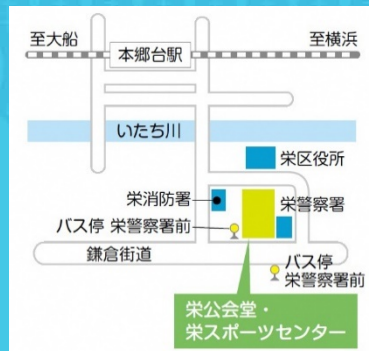 至大船
至横浜
本郷台駅
いたち川
栄区役所
栄消防署
栄警察署
バス停 栄警察署前
鎌倉街道
バス停
栄警察署前
栄公会堂・
栄スポーツセンター